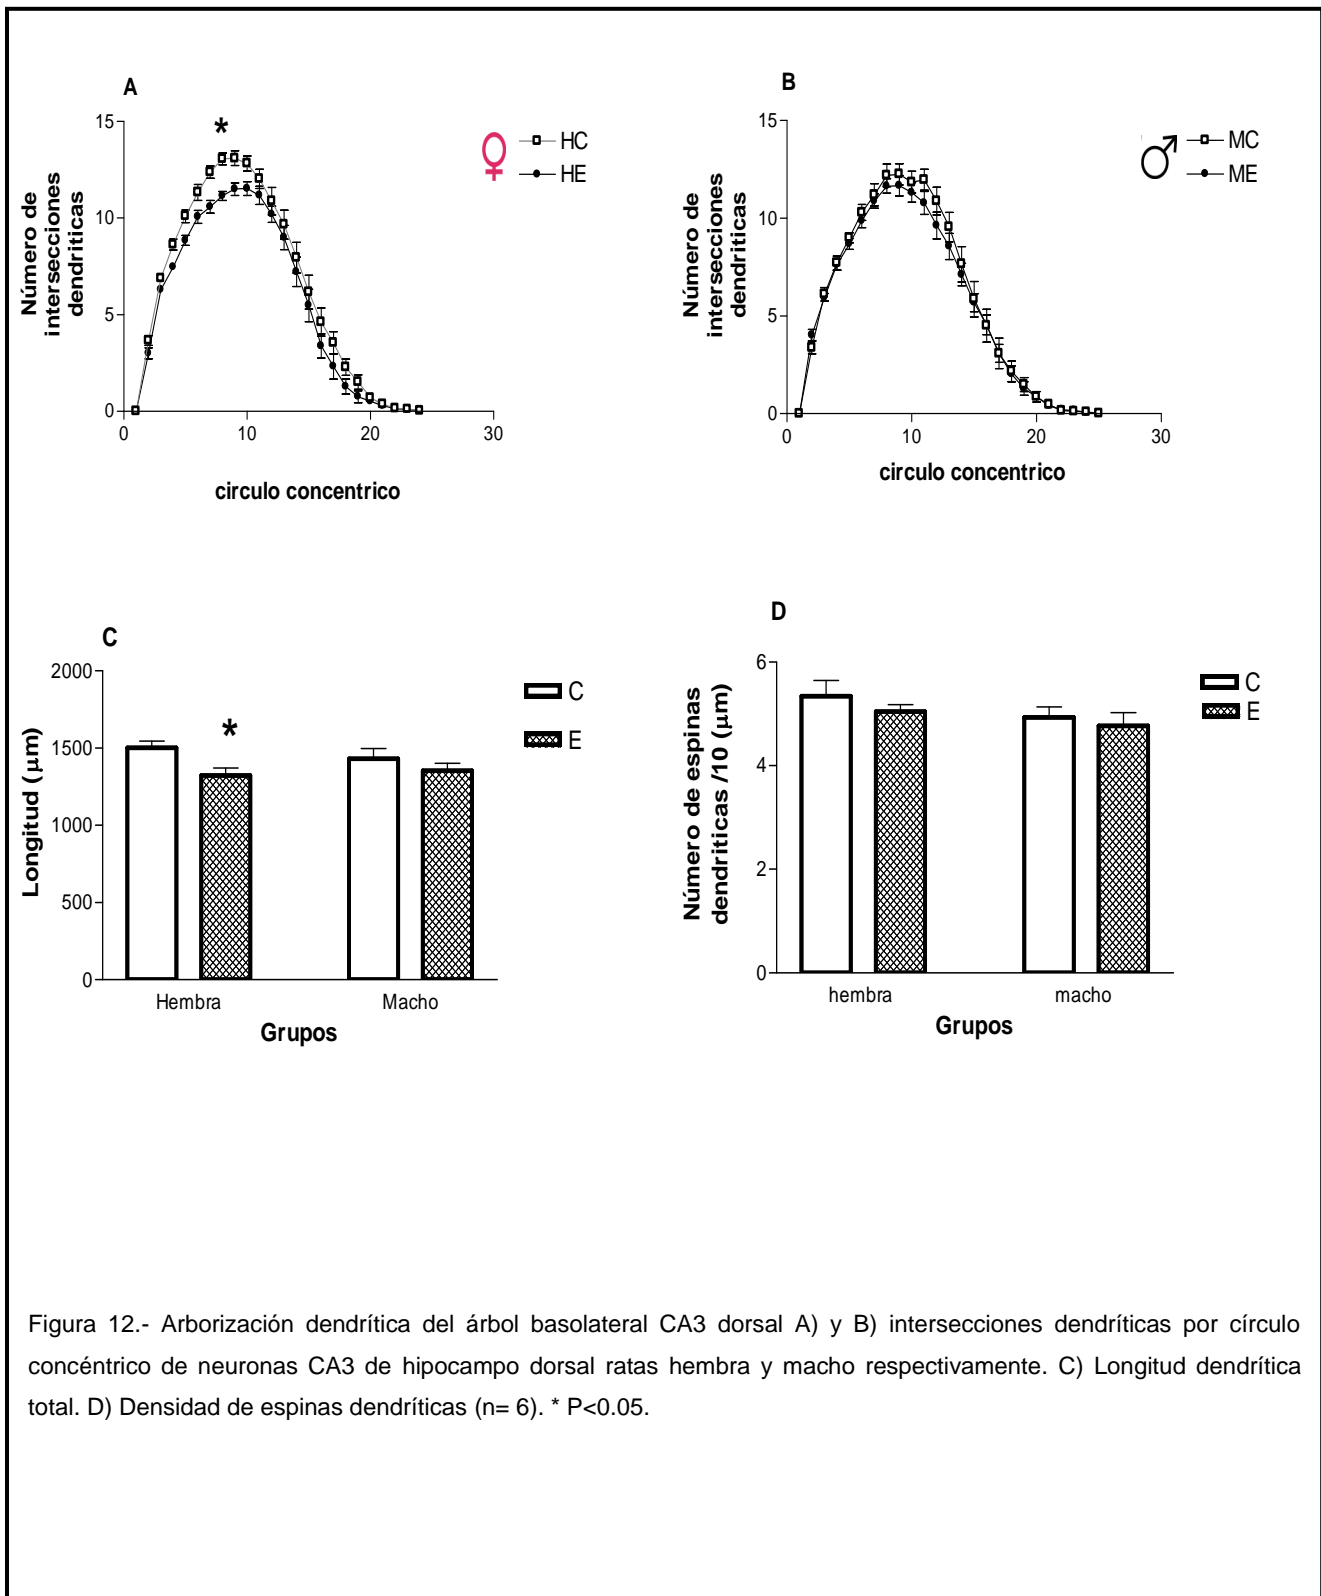 A
*
15
10
5
0
0
10
20
30
Número de
intersecciones
dendríticas
circulo concentrico
HC
HE
B
15
10
5
0
0
10
20
30
Número de
intersecciones
dendríticas
circulo concentrico
MC
ME
C
2000
1500
1000
500
0
*
Longitud (µm)
Hembra
Macho
Grupos
C
E
D
6
4
2
0
Número de espinas
dendríticas /10 (µm)
hembra
macho
Grupos
C
E
Figura 12.- Arborización dendrítica del árbol basolateral CA3 dorsal A) y B) intersecciones dendríticas por círculo
concéntrico de neuronas CA3 de hipocampo dorsal ratas hembra y macho respectivamente. C) Longitud dendrítica
total. D) Densidad de espinas dendríticas (n= 6). * P<0.05.